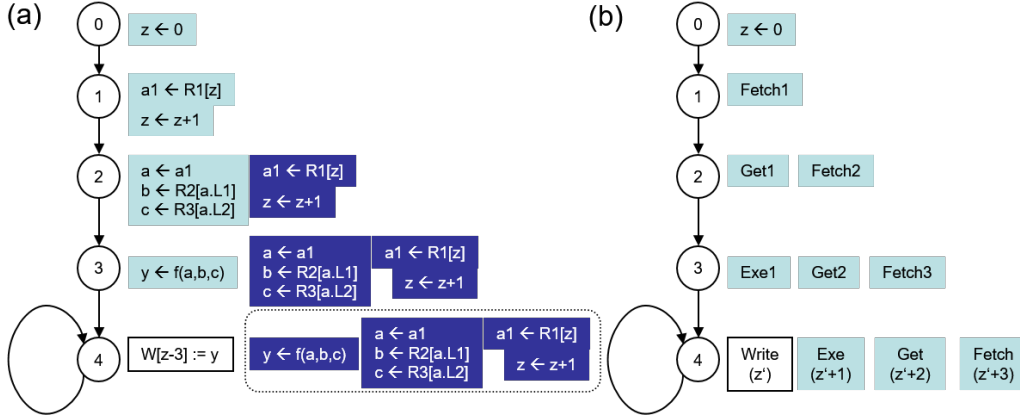 (a)
0
z ← 0
1
a1 ← R1[z]
z ← z+1
2
a ← a1
b ← R2[a.L1]
c ← R3[a.L2]
a1 ← R1[z]
z ← z+1
3
y ← f(a,b,c)
a ← a1
b ← R2[a.L1]
c ← R3[a.L2]
a1 ← R1[z]
z ← z+1
4
W[z-3] := y
y ← f(a,b,c)
a ← a1
b ← R2[a.L1]
c ← R3[a.L2]
a1 ← R1[z]
z ← z+1
(b)
0
z ← 0
1
Fetch1
2
Get1
Fetch2
3
Exe1
Get2
Fetch3
4
Write
(z‘)
Exe
(z‘+1)
Get
(z‘+2)
Fetch
(z‘+3)